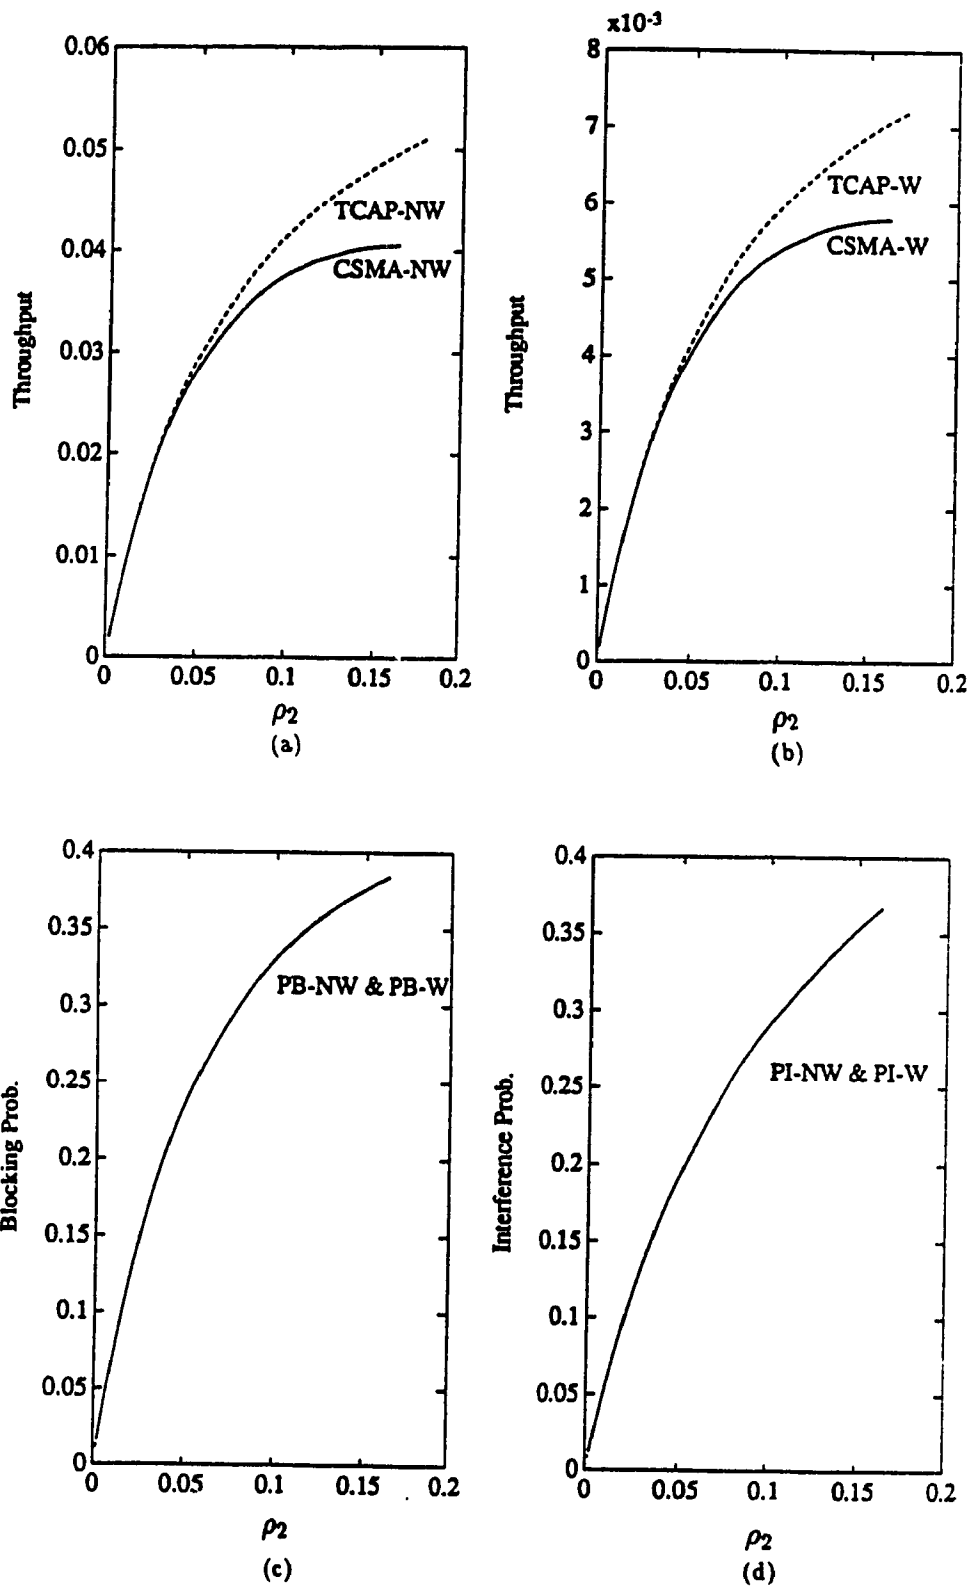 0.06
0.05
0.04
0.03
0.02
0.01
0
Throughput
TCAP-NW
CSMA-NW
0 0.05 0.1 0.15 0.2
ρ2
(a)
x10-3
8
7
6
5
4
3
2
1
0
Throughput
TCAP-W
CSMA-W
0 0.05 0.1 0.15 0.2
ρ2
(b)
0.4
0.35
0.3
0.25
0.2
0.15
0.1
0.05
0
Blocking Prob.
PB-NW & PB-W
0 0.05 0.1 0.15 0.2
ρ2
(c)
0.4
0.35
0.3
0.25
0.2
0.15
0.1
0.05
0
Interference Prob.
PI-NW & PI-W
0 0.05 0.1 0.15 0.2
ρ2
(d)